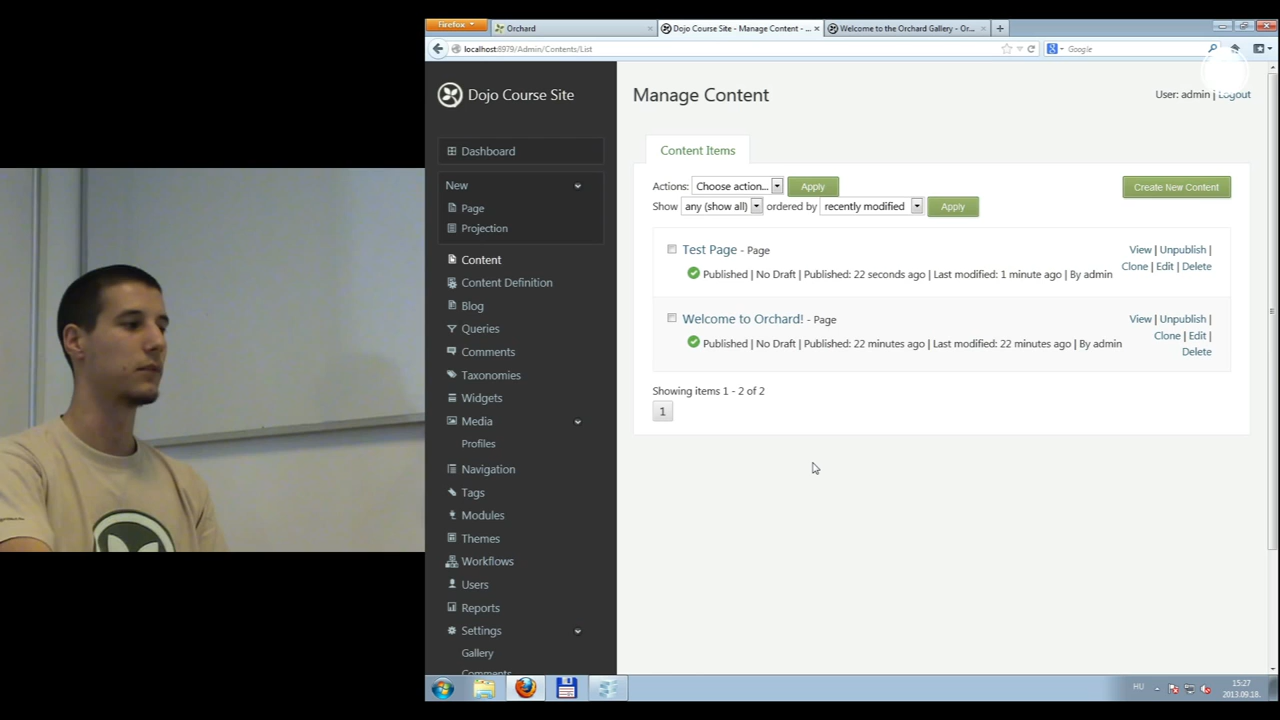 Firefox
Orchard
Dojo Course Site - Manage Content - ...
Welcome to the Orchard Gallery - Or...
localhost:8979/Admin/Contents/List
Google
Dojo Course Site
Dashboard
New
Page
Projection
Content
Content Definition
Blog
Queries
Comments
Taxonomies
Widgets
Media
Profiles
Navigation
Tags
Modules
Themes
Workflows
Users
Reports
Settings
Gallery
Comments
Manage Content
User: admin | Logout
Content Items
Actions: Choose action... Apply
Create New Content
Show any (show all) ordered by recently modified Apply
Test Page - Page
View | Unpublish |
Published | No Draft | Published: 22 seconds ago | Last modified: 1 minute ago | By admin
Clone | Edit | Delete
Welcome to Orchard! - Page
View | Unpublish |
Clone | Edit |
Published | No Draft | Published: 22 minutes ago | Last modified: 22 minutes ago | By admin
Delete
Showing items 1 - 2 of 2
1
HU
15:27
2013.09.18.